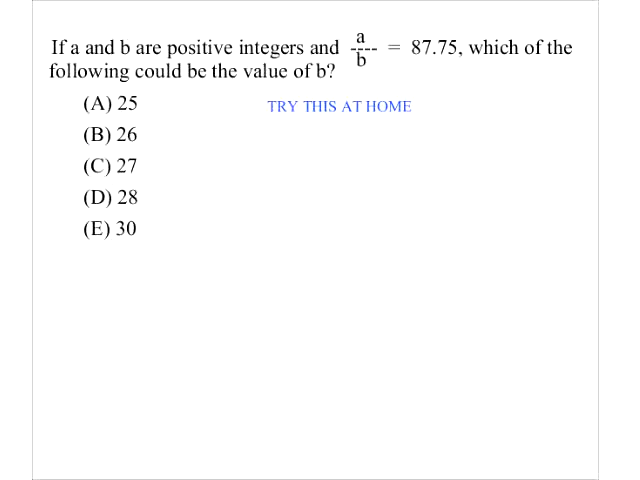 If a and b are positive integers and a/b = 87.75, which of the
following could be the value of b?
(A) 25
TRY THIS AT HOME
(B) 26
(C) 27
(D) 28
(E) 30